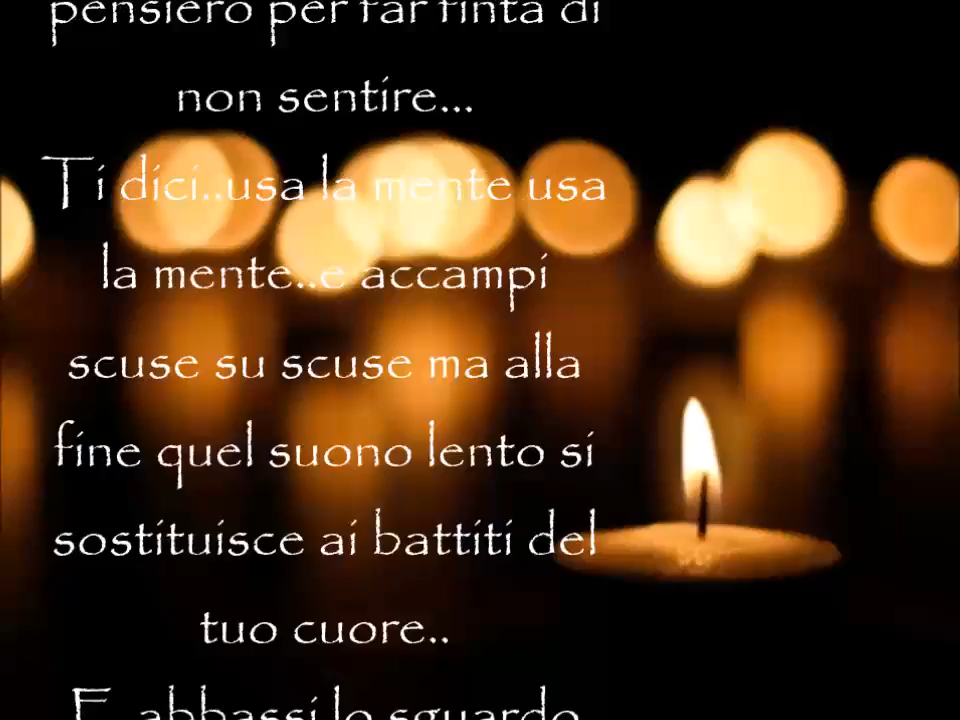 pensiero per far finta di
non sentire...
Ti dici..usa la mente usa
la mente..e accampi
scuse su scuse ma alla
fine quel suono lento si
sostituisce ai battiti del
tuo cuore..
E..abbassi lo sguardo